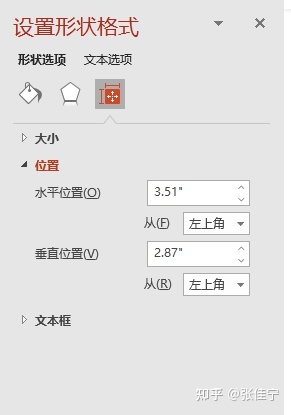 设置形状格式
形状选项 文本选项
大小
位置
水平位置(O) 3.51"
从(F) 左上角
垂直位置(V) 2.87"
从(R) 左上角
文本框
知乎 @张佳宁